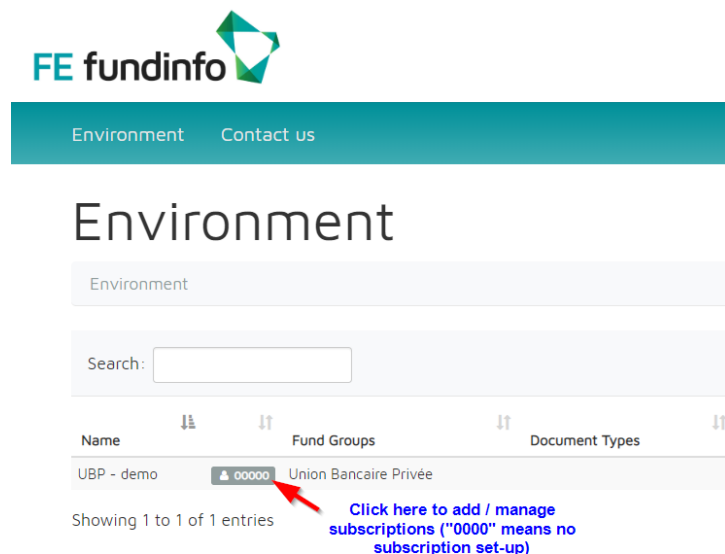 FE fundinfo
Environment Contact us
Environment
Environment
Search:
Name Fund Groups Document Types
UBP - demo 00000 Union Bancaire Privée
Showing 1 to 1 of 1 entries
Click here to add / manage
subscriptions ("0000" means no
subscription set-up)